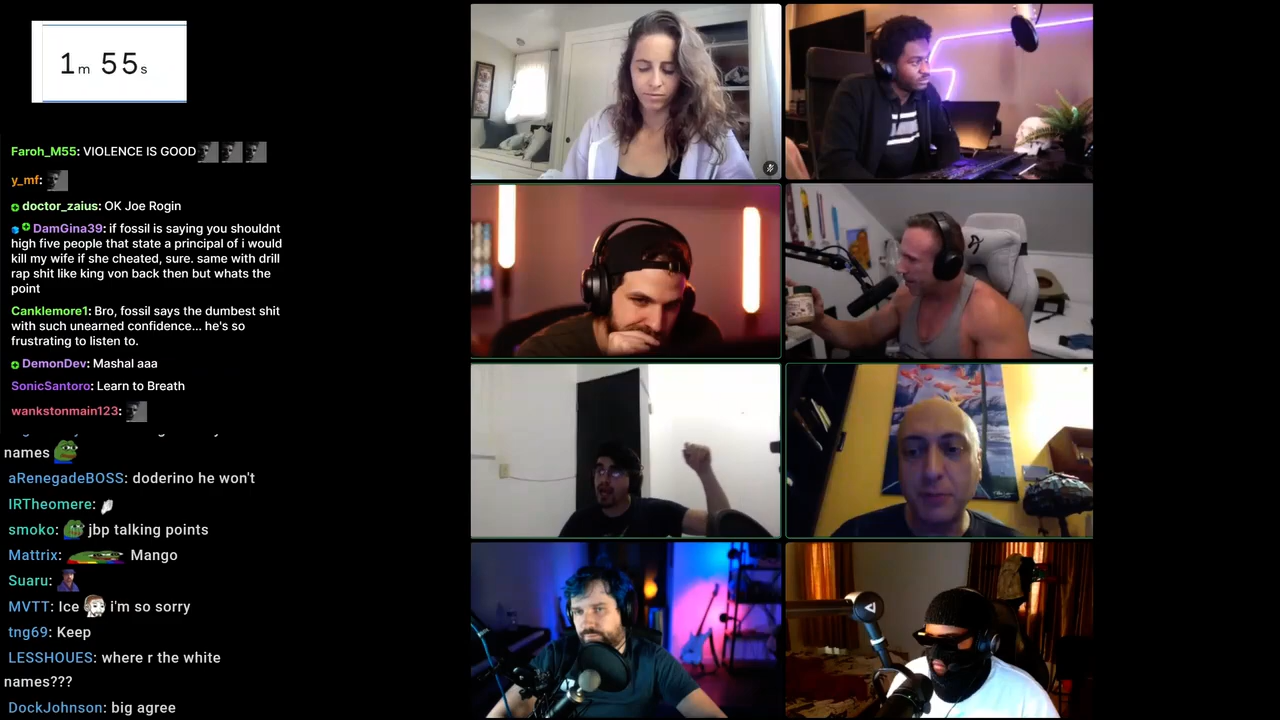 1m 55s
Faroh_M55: VIOLENCE IS GOOD
y_mf:
doctor_zaius: OK Joe Rogin
DamGina39: if fossil is saying you shouldnt
high five people that state a principal of i would
kill my wife if she cheated, sure. same with drill
rap shit like king von back then but whats the
point
Canklemore1: Bro, fossil says the dumbest shit
with such unearned confidence... he's so
frustrating to listen to.
DemonDev: Mashal aaa
SonicSantoro: Learn to Breath
wankstonmain123:
names
aRenegadeBOSS: doderino he won't
IRTheomere:
smoko: jbp talking points
Mattrix: Mango
Suaru:
MVTT: Ice i'm so sorry
tng69: Keep
LESSHOUES: where r the white
names???
DockJohnson: big agree